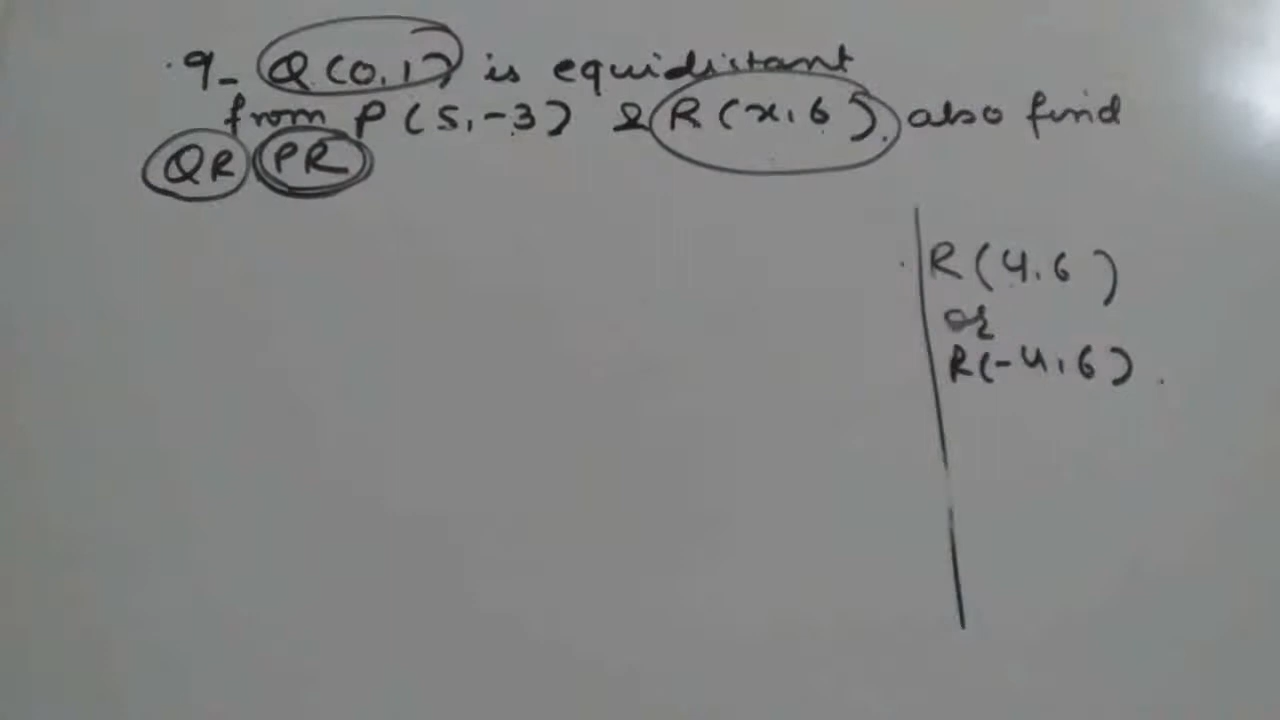 9- Q(0,1) is equidistant
from P(5,-3) & R(x,6), also find
QR PR
R(4,6)
or
R(-4,6).